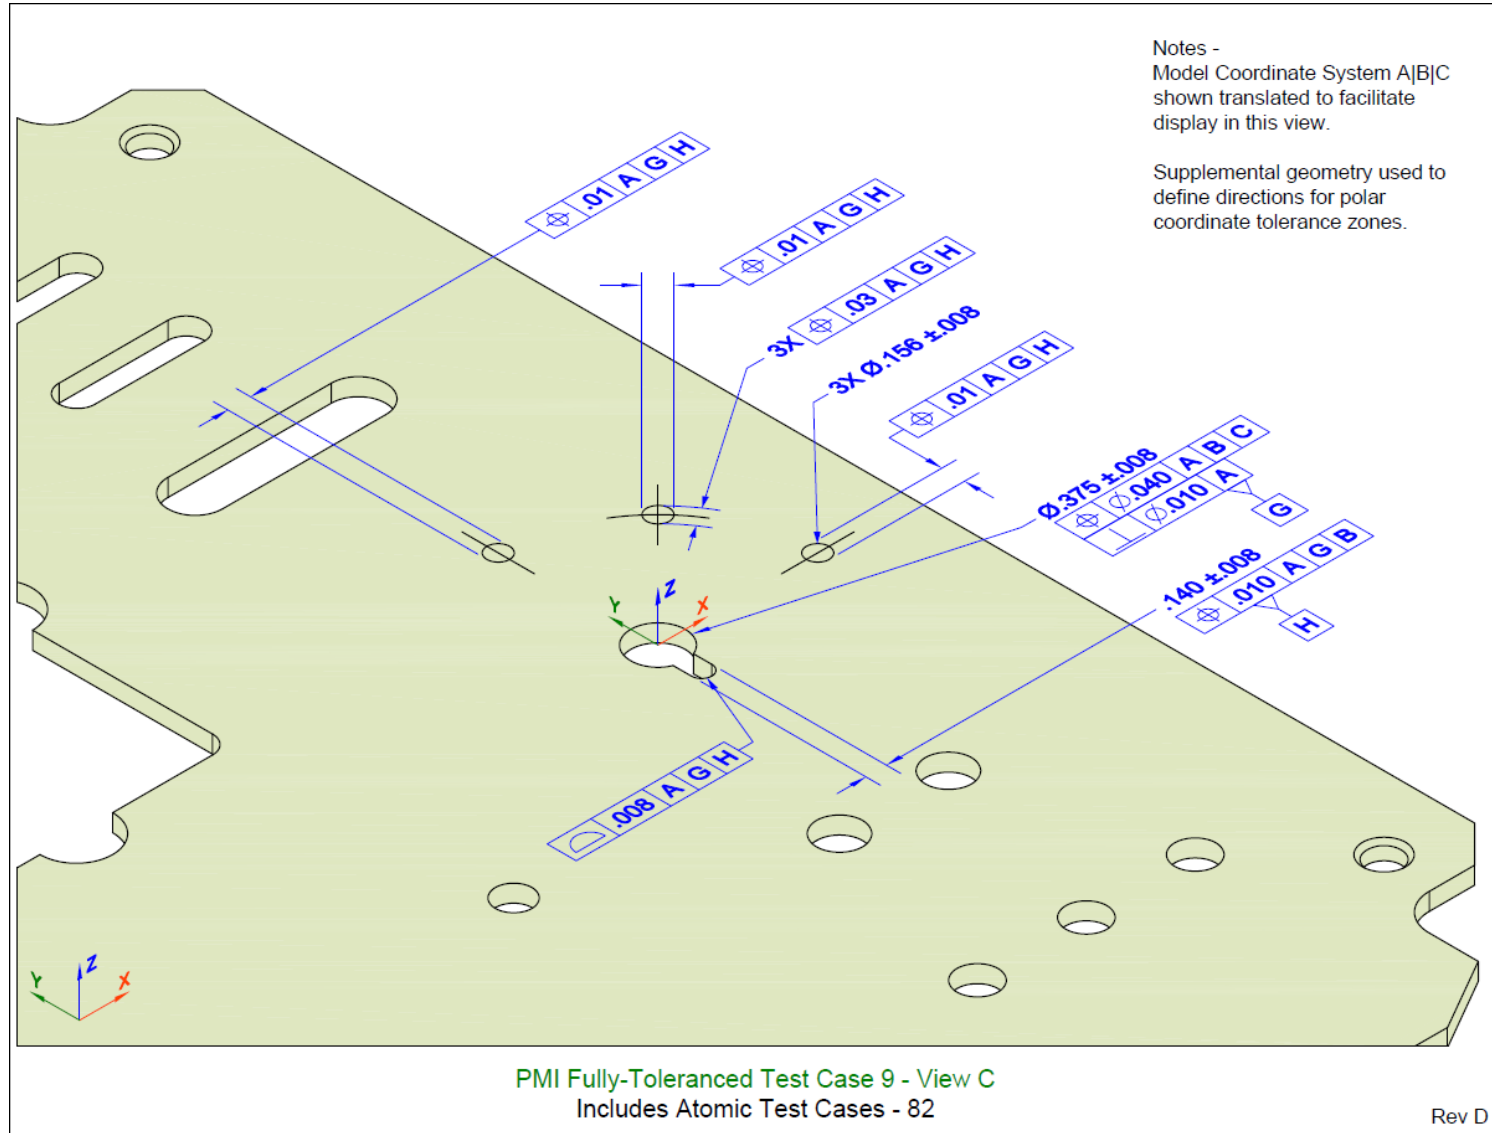 Notes -
Model Coordinate System A|B|C
shown translated to facilitate
display in this view.
Supplemental geometry used to
define directions for polar
coordinate tolerance zones.
⌖ .01 A G H
⌖ .01 A G H
3X ⌖ .03 A G H
3X Ø.156 ±.008
⌖ .01 A G H
Ø.375 ±.008
⌖ Ø.040 A B C
⟂ Ø.010 A
G
.140 ±.008
⌖ .010 A G B
H
Y Z X
⌓ .008 A G H
Y Z X
PMI Fully-Toleranced Test Case 9 - View C
Includes Atomic Test Cases - 82
Rev D